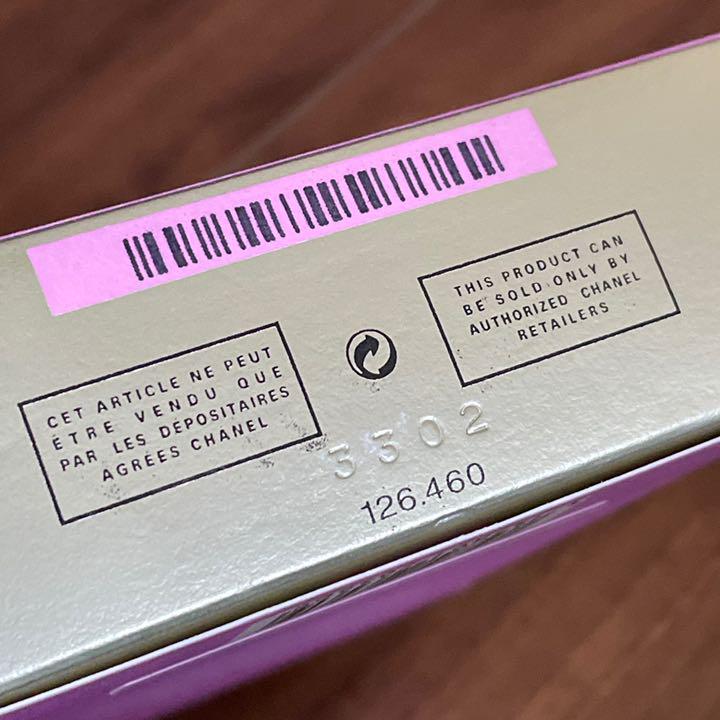 CET ARTICLE NE PEUT
ÊTRE VENDU QUE
PAR LES DÉPOSITAIRES
AGRÉÉS CHANEL
THIS PRODUCT CAN
BE SOLD ONLY BY
AUTHORIZED CHANEL
RETAILERS
3302
126.460